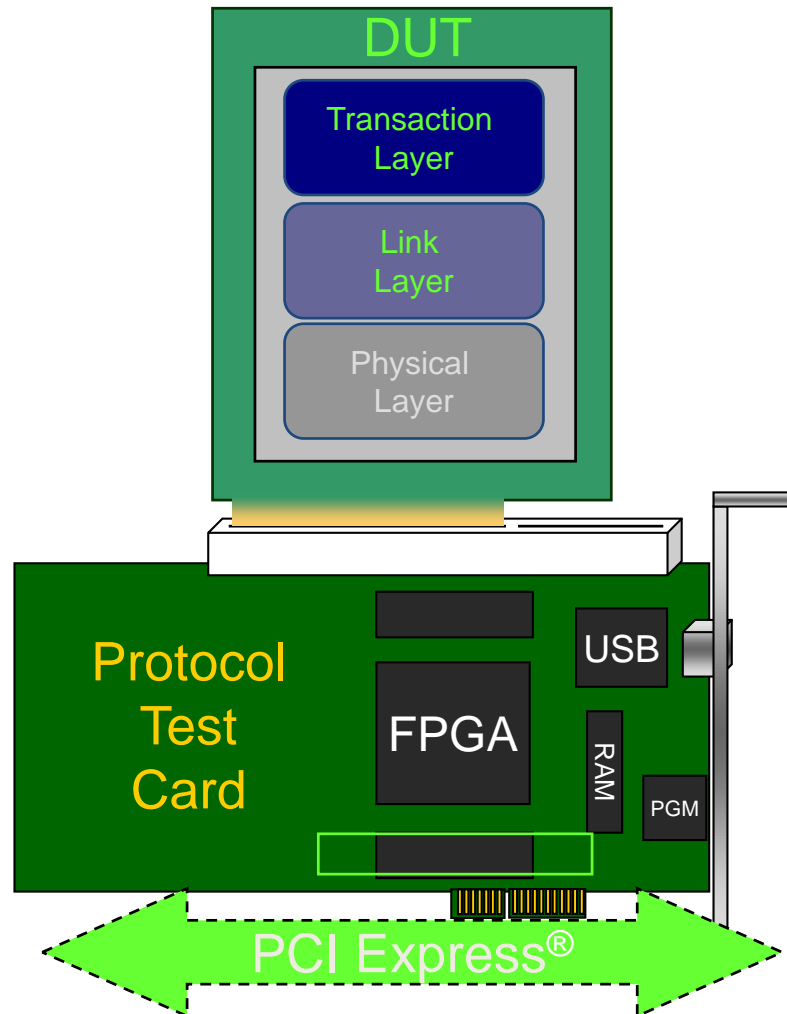 DUT
Transaction
Layer
Link
Layer
Physical
Layer
Protocol
Test
Card
FPGA
USB
RAM
PGM
PCI Express®